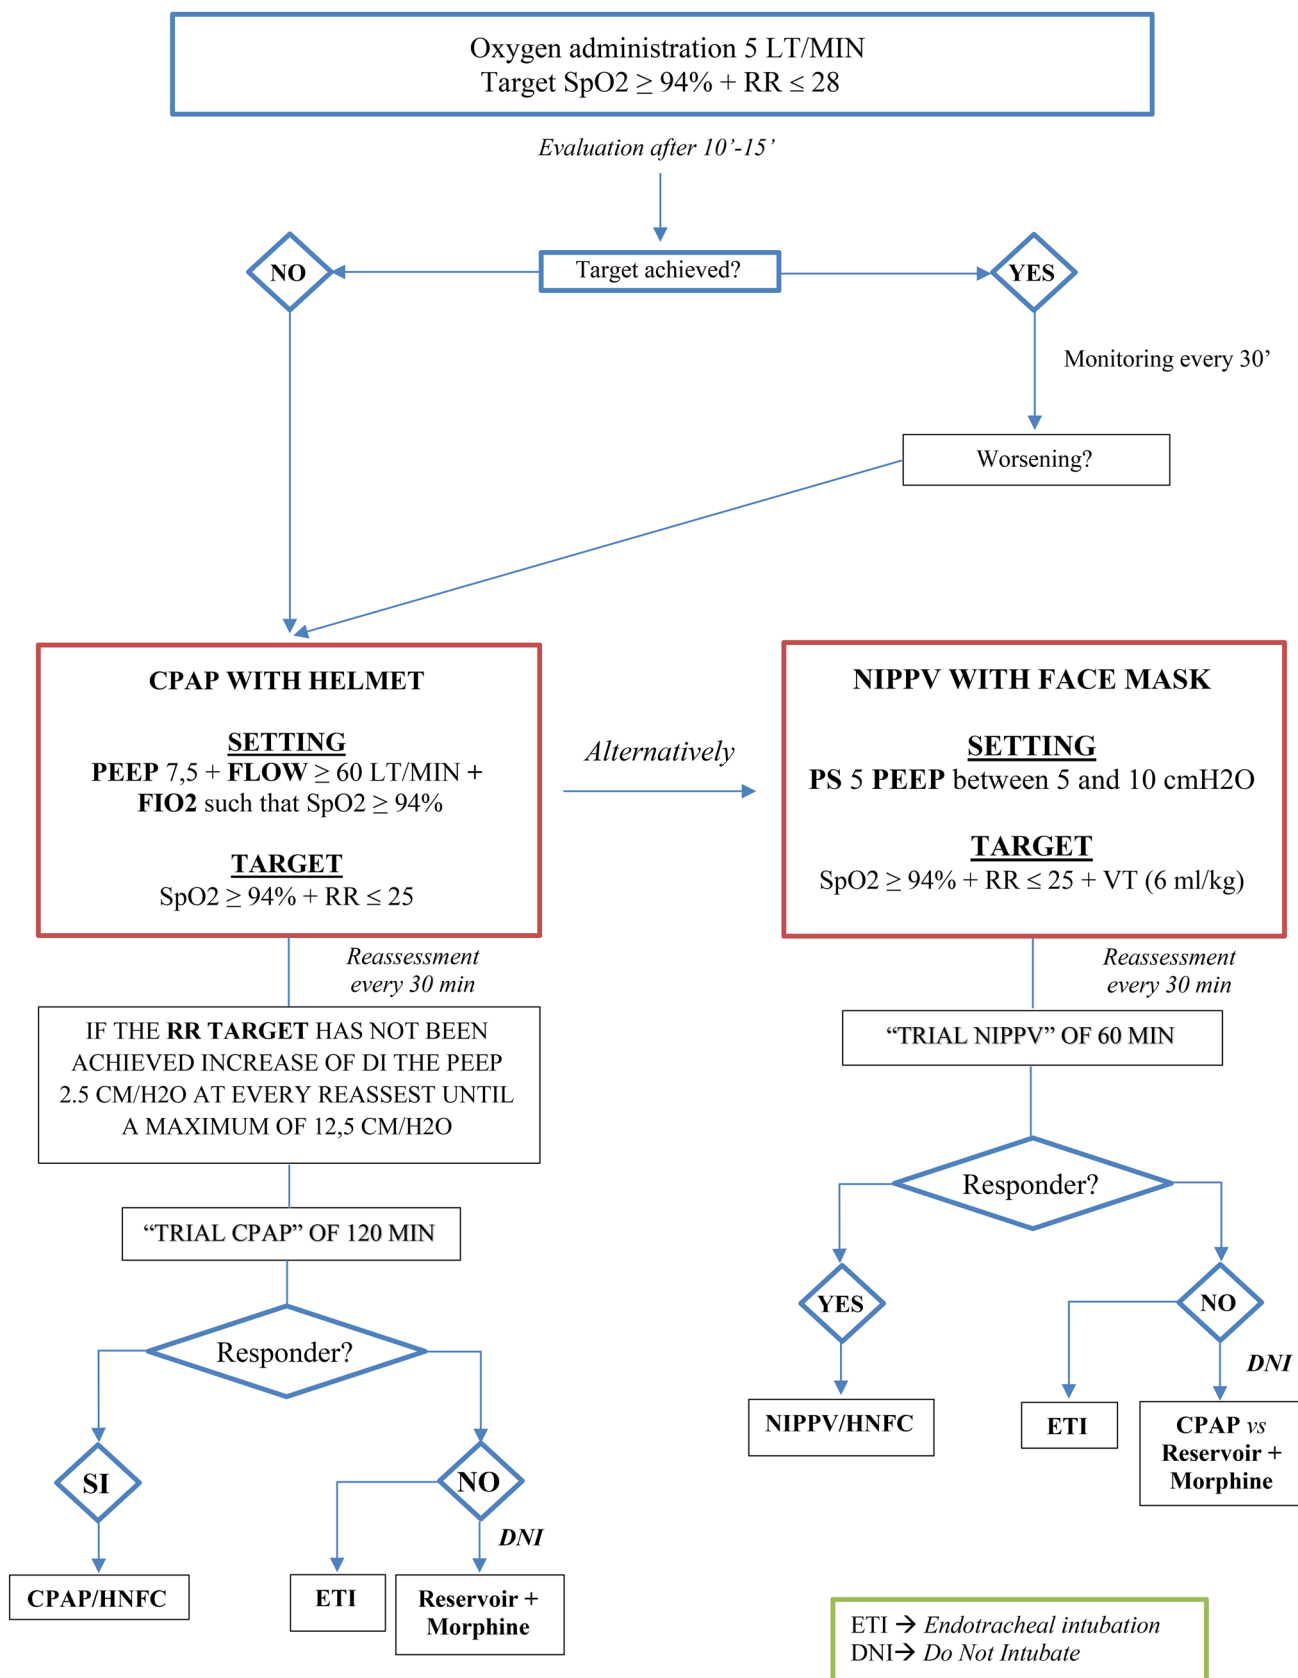 Oxygen administration 5 LT/MIN
Target SpO2 ≥ 94% + RR ≤ 28
Evaluation after 10’-15’
Target achieved?
NO
YES
Monitoring every 30’
Worsening?
CPAP WITH HELMET
SETTING
PEEP 7,5 + FLOW ≥ 60 LT/MIN +
FIO2 such that SpO2 ≥ 94%
TARGET
SpO2 ≥ 94% + RR ≤ 25
Alternatively
NIPPV WITH FACE MASK
SETTING
PS 5 PEEP between 5 and 10 cmH2O
TARGET
SpO2 ≥ 94% + RR ≤ 25 + VT (6 ml/kg)
Reassessment
every 30 min
IF THE RR TARGET HAS NOT BEEN
ACHIEVED INCREASE OF DI THE PEEP
2.5 CM/H2O AT EVERY REASSEST UNTIL
A MAXIMUM OF 12,5 CM/H2O
“TRIAL CPAP” OF 120 MIN
Responder?
SI
NO
DNI
CPAP/HNFC
ETI
Reservoir +
Morphine
Reassessment
every 30 min
“TRIAL NIPPV” OF 60 MIN
Responder?
YES
NO
DNI
NIPPV/HNFC
ETI
CPAP vs
Reservoir +
Morphine
ETI → Endotracheal intubation
DNI→ Do Not Intubate